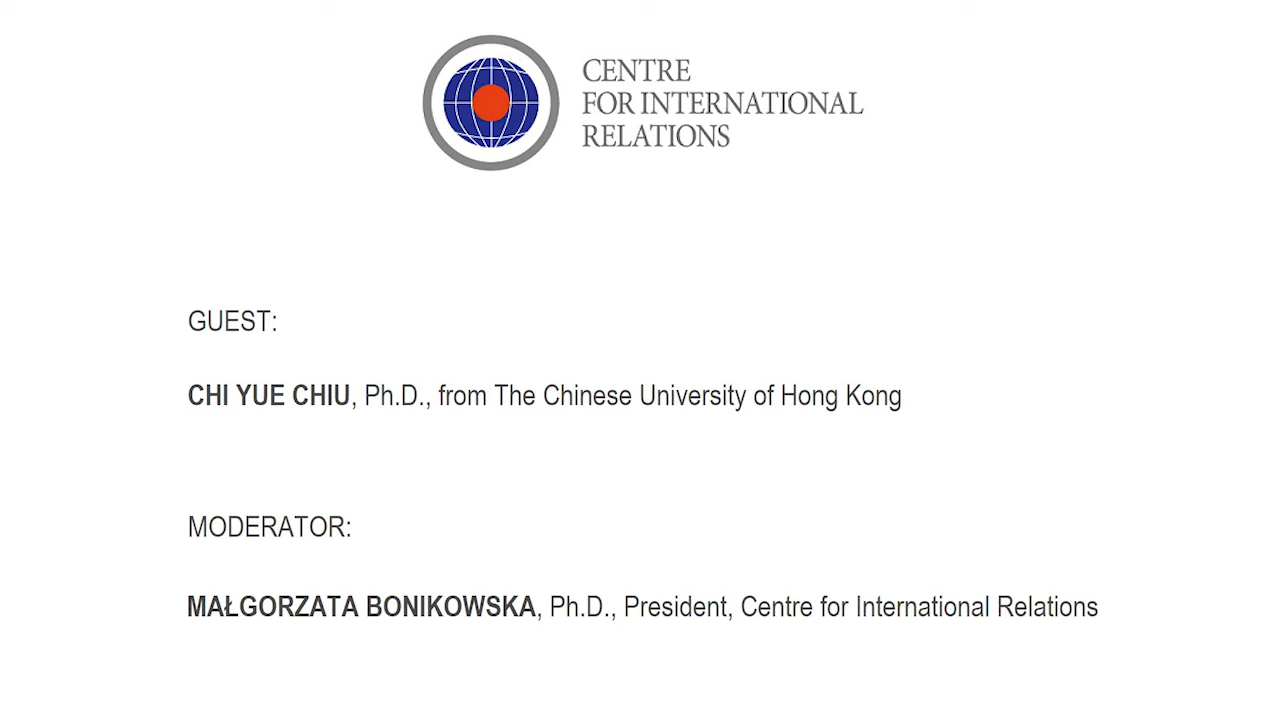 CENTRE
FOR INTERNATIONAL
RELATIONS
GUEST:
CHI YUE CHIU, Ph.D., from The Chinese University of Hong Kong
MODERATOR:
MAŁGORZATA BONIKOWSKA, Ph.D., President, Centre for International Relations